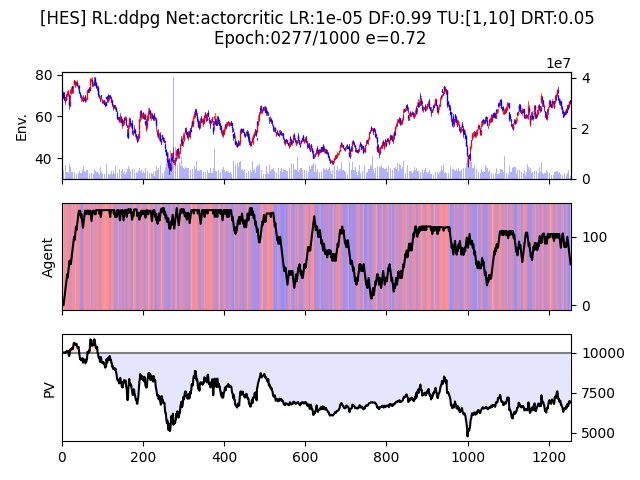 [HES] RL:ddpg Net:actorcritic LR:1e-05 DF:0.99 TU:[1,10] DRT:0.05
Epoch:0277/1000 e=0.72
1e7
80
60
40
Env.
4
2
0
Agent
100
0
PV
10000
7500
5000
0 200 400 600 800 1000 1200